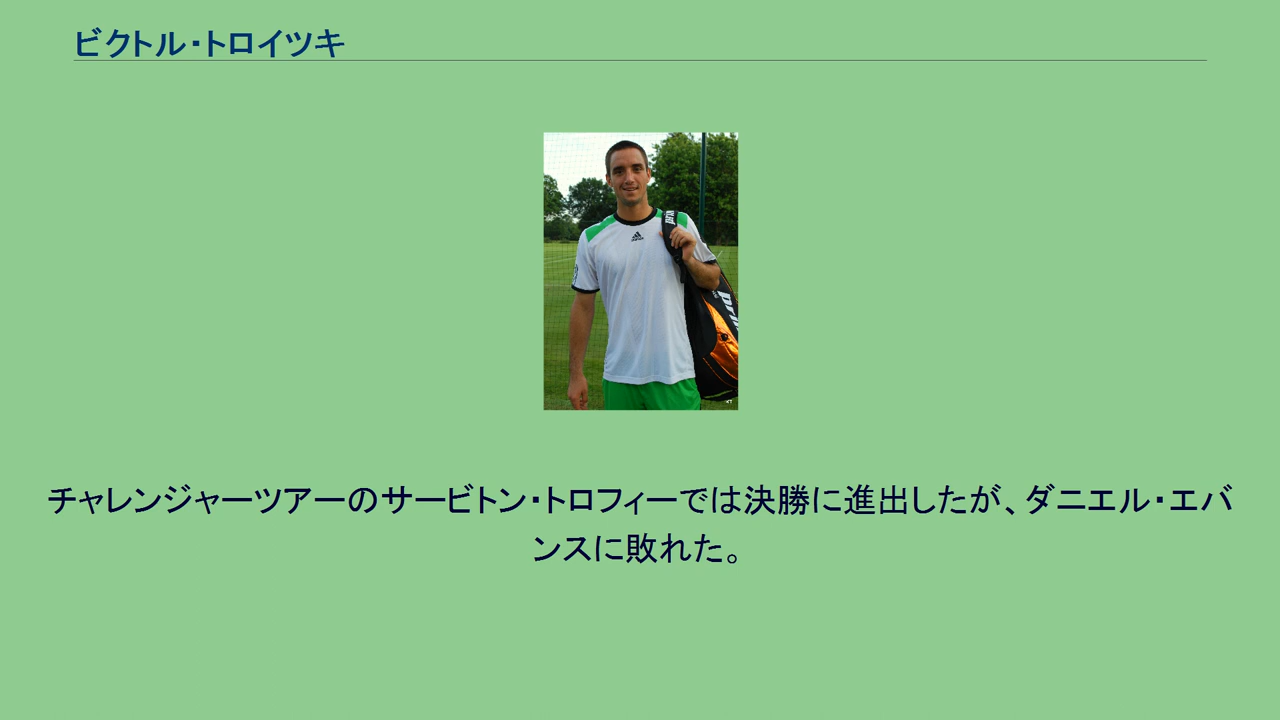 ビクトル・トロイツキ
チャレンジャーツアーのサービトン・トロフィーでは決勝に進出したが、ダニエル・エバ
ンスに敗れた。